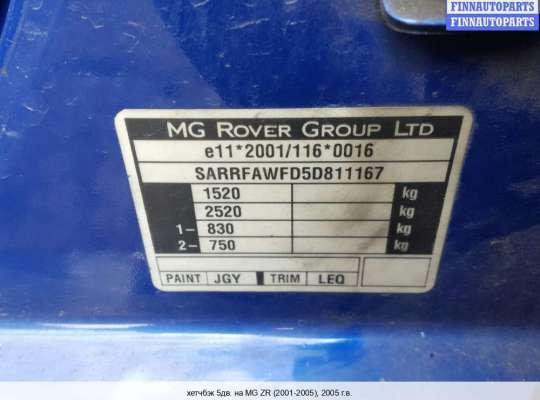 FINNAUTOPARTS
FINNAUTOPARTS
MG ROVER GROUP LTD
e11*2001/116*0016
SARRFAWFD5D811167
1520 kg
2520 kg
1- 830 kg
2- 750 kg
PAINT JGY TRIM LEQ
хетчбэк 5дв. на MG ZR (2001-2005), 2005 г.в.